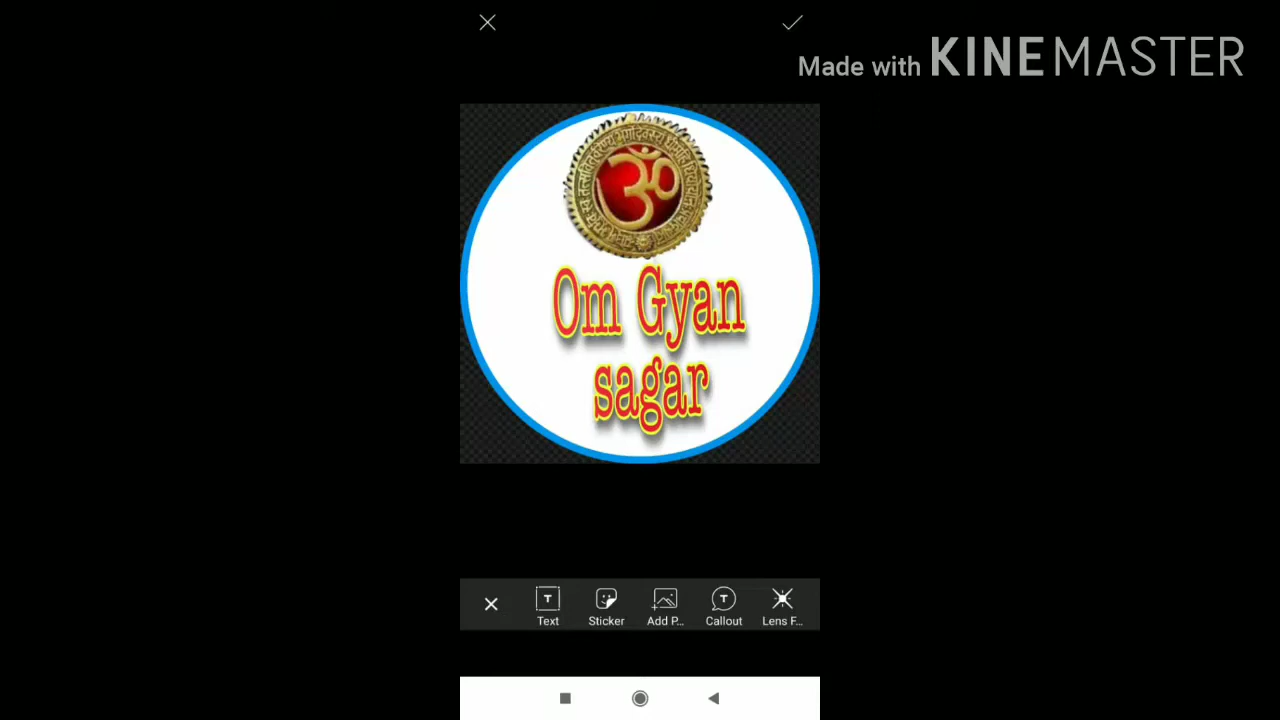 Made with KINEMASTER
ॐ
Om Gyan
sagar
Text Sticker Add P... Callout Lens F...